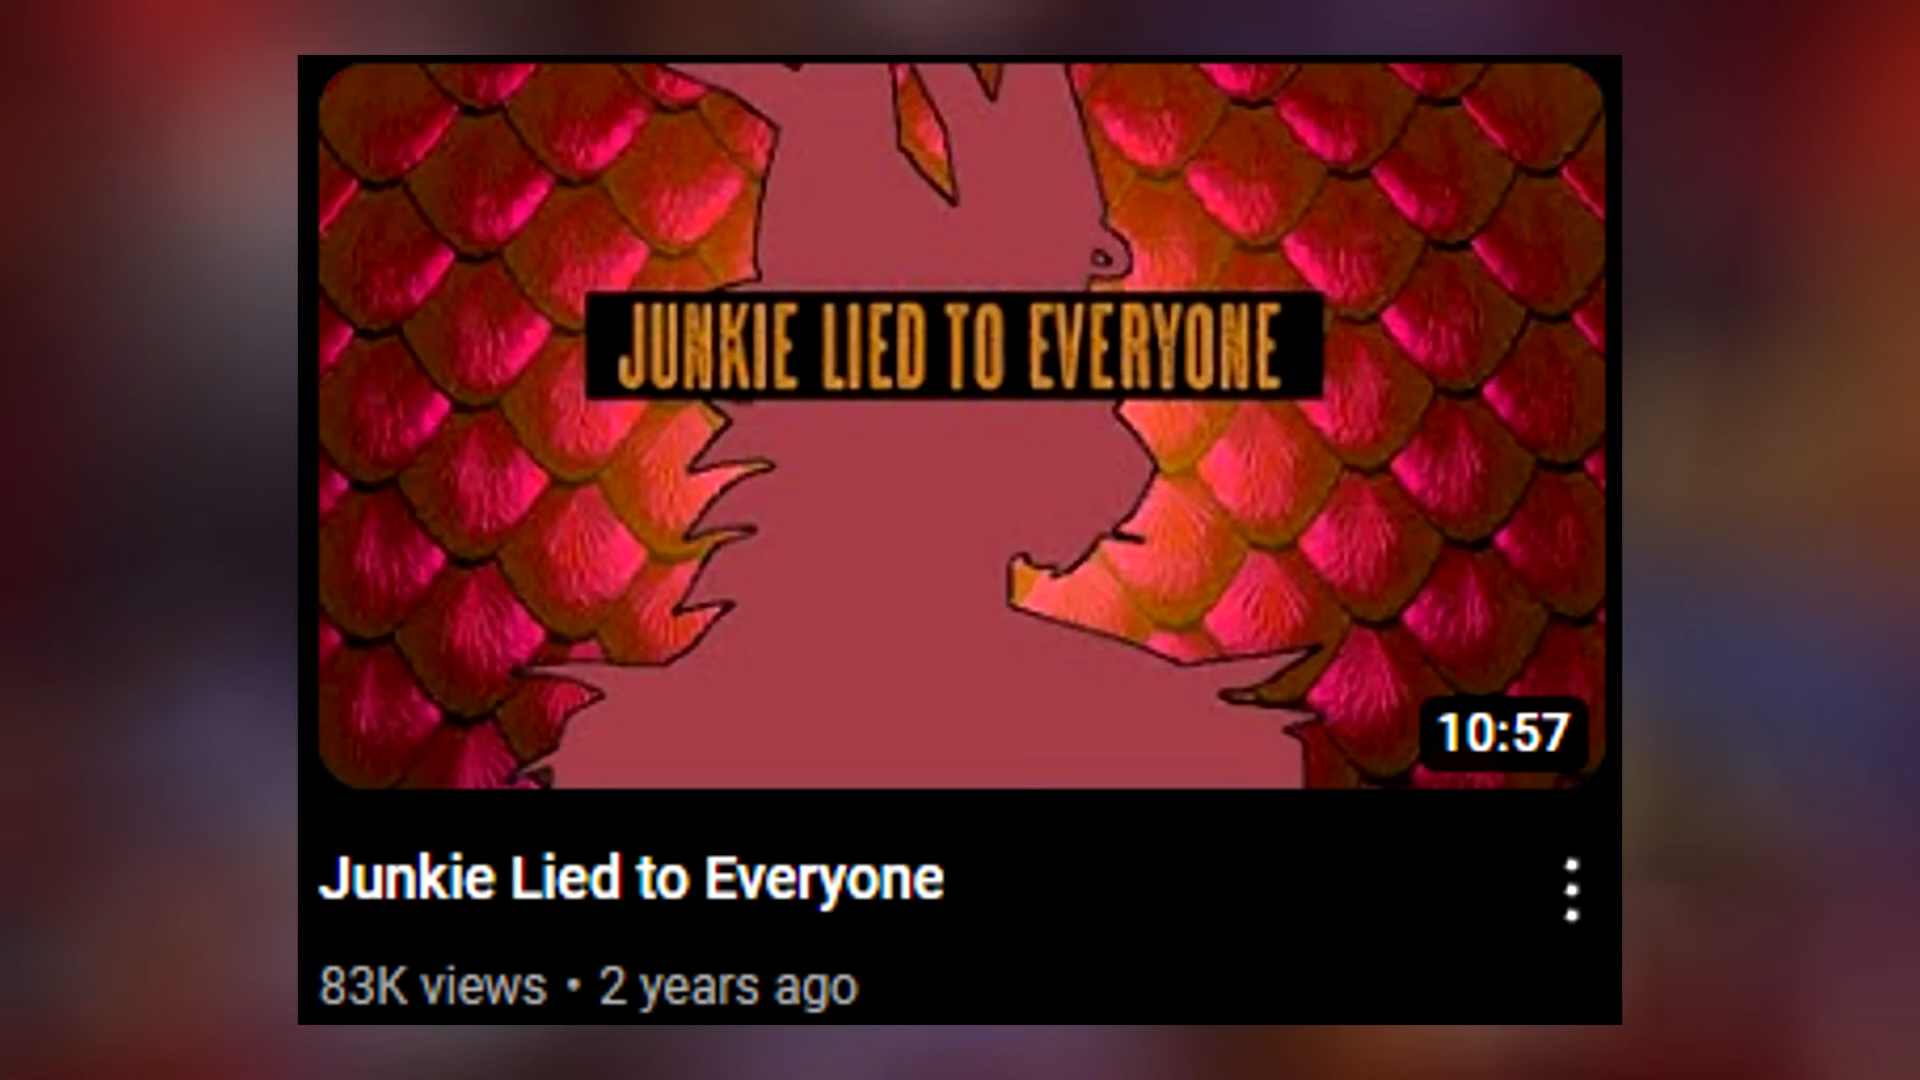 JUNKIE LIED TO EVERYONE
10:57
Junkie Lied to Everyone
83K views • 2 years ago